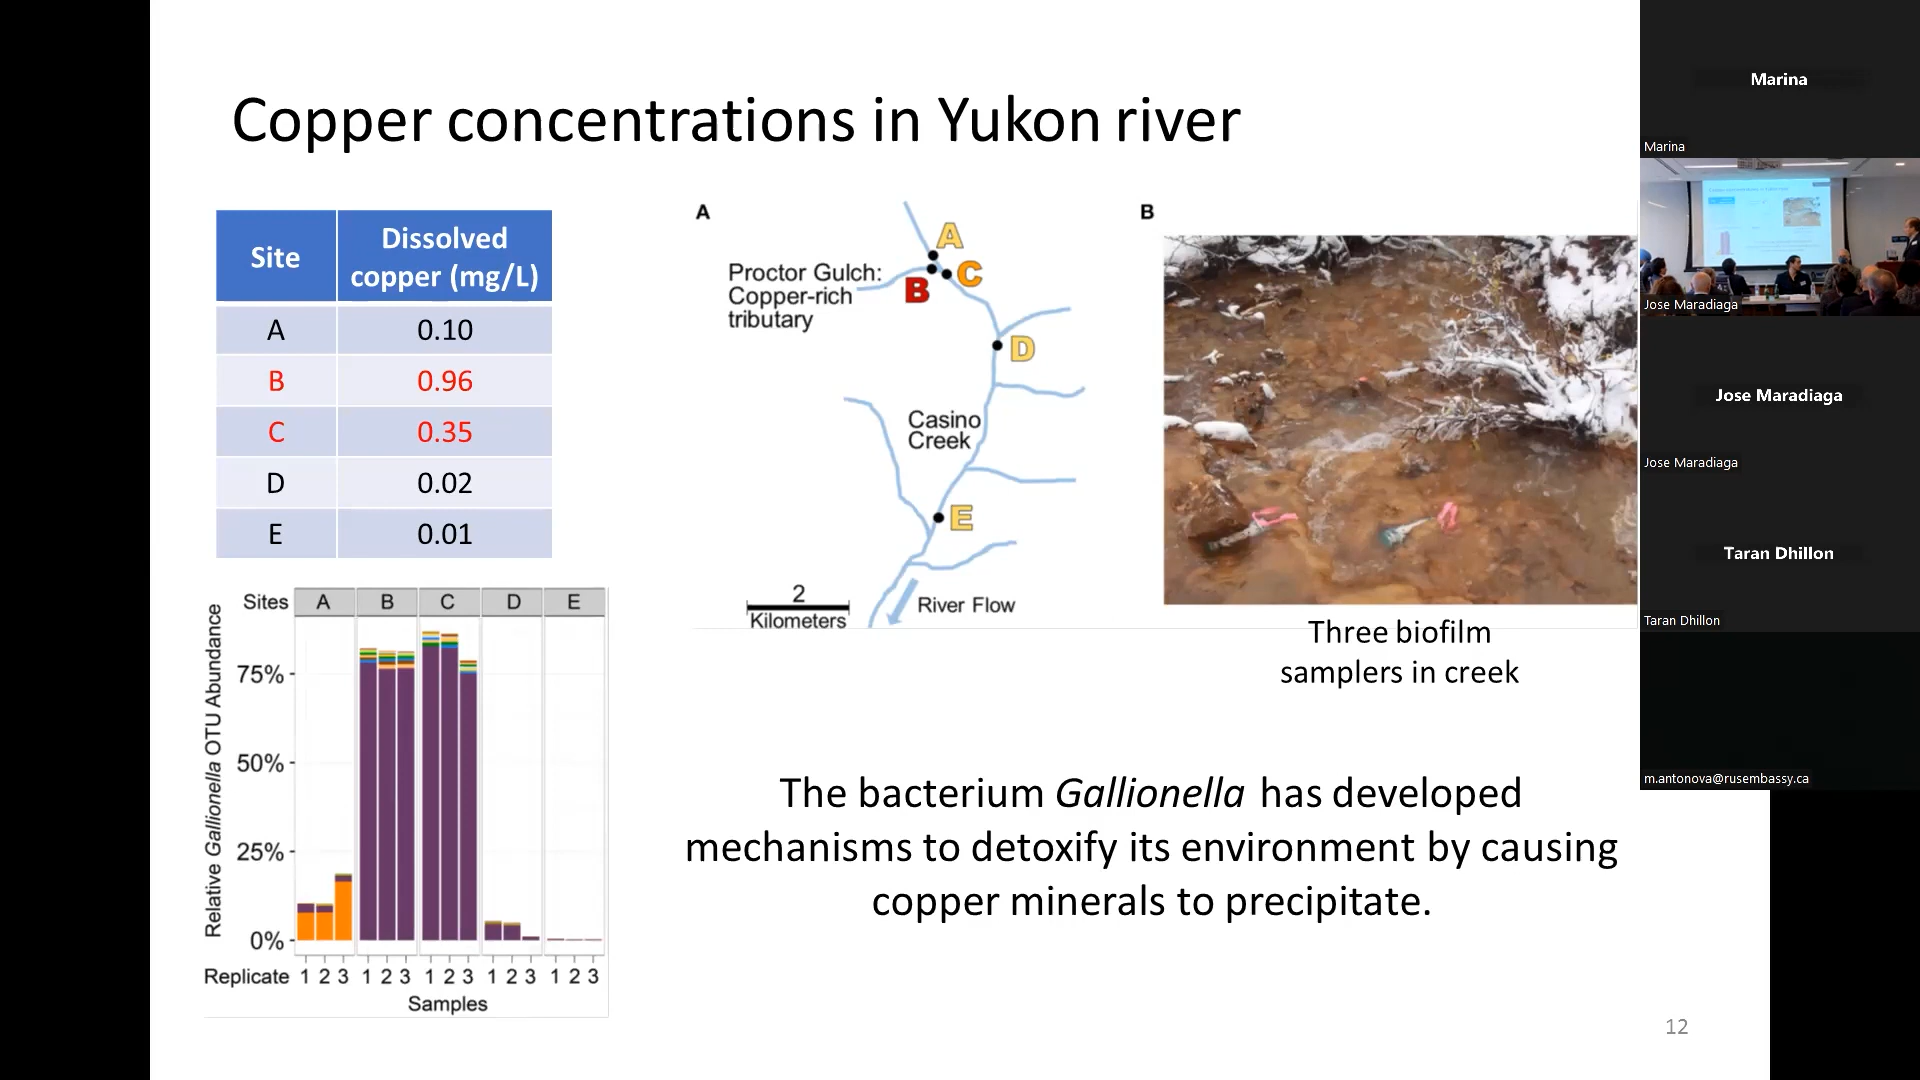 Copper concentrations in Yukon river
Site
Dissolved
copper (mg/L)
A
0.10
B
0.96
C
0.35
D
0.02
E
0.01
A
A
Proctor Gulch:
Copper-rich
tributary
B
C
D
Casino
Creek
E
2
Kilometers
River Flow
B
Three biofilm
samplers in creek
Sites
A
B
C
D
E
Relative Gallionella OTU Abundance
75%
50%
25%
0%
Replicate 1 2 3 1 2 3 1 2 3 1 2 3 1 2 3
Samples
The bacterium Gallionella has developed
mechanisms to detoxify its environment by causing
copper minerals to precipitate.
12
Marina
Marina
Jose Maradiaga
Jose Maradiaga
Jose Maradiaga
Taran Dhillon
Taran Dhillon
m.antonova@rusembassy.ca